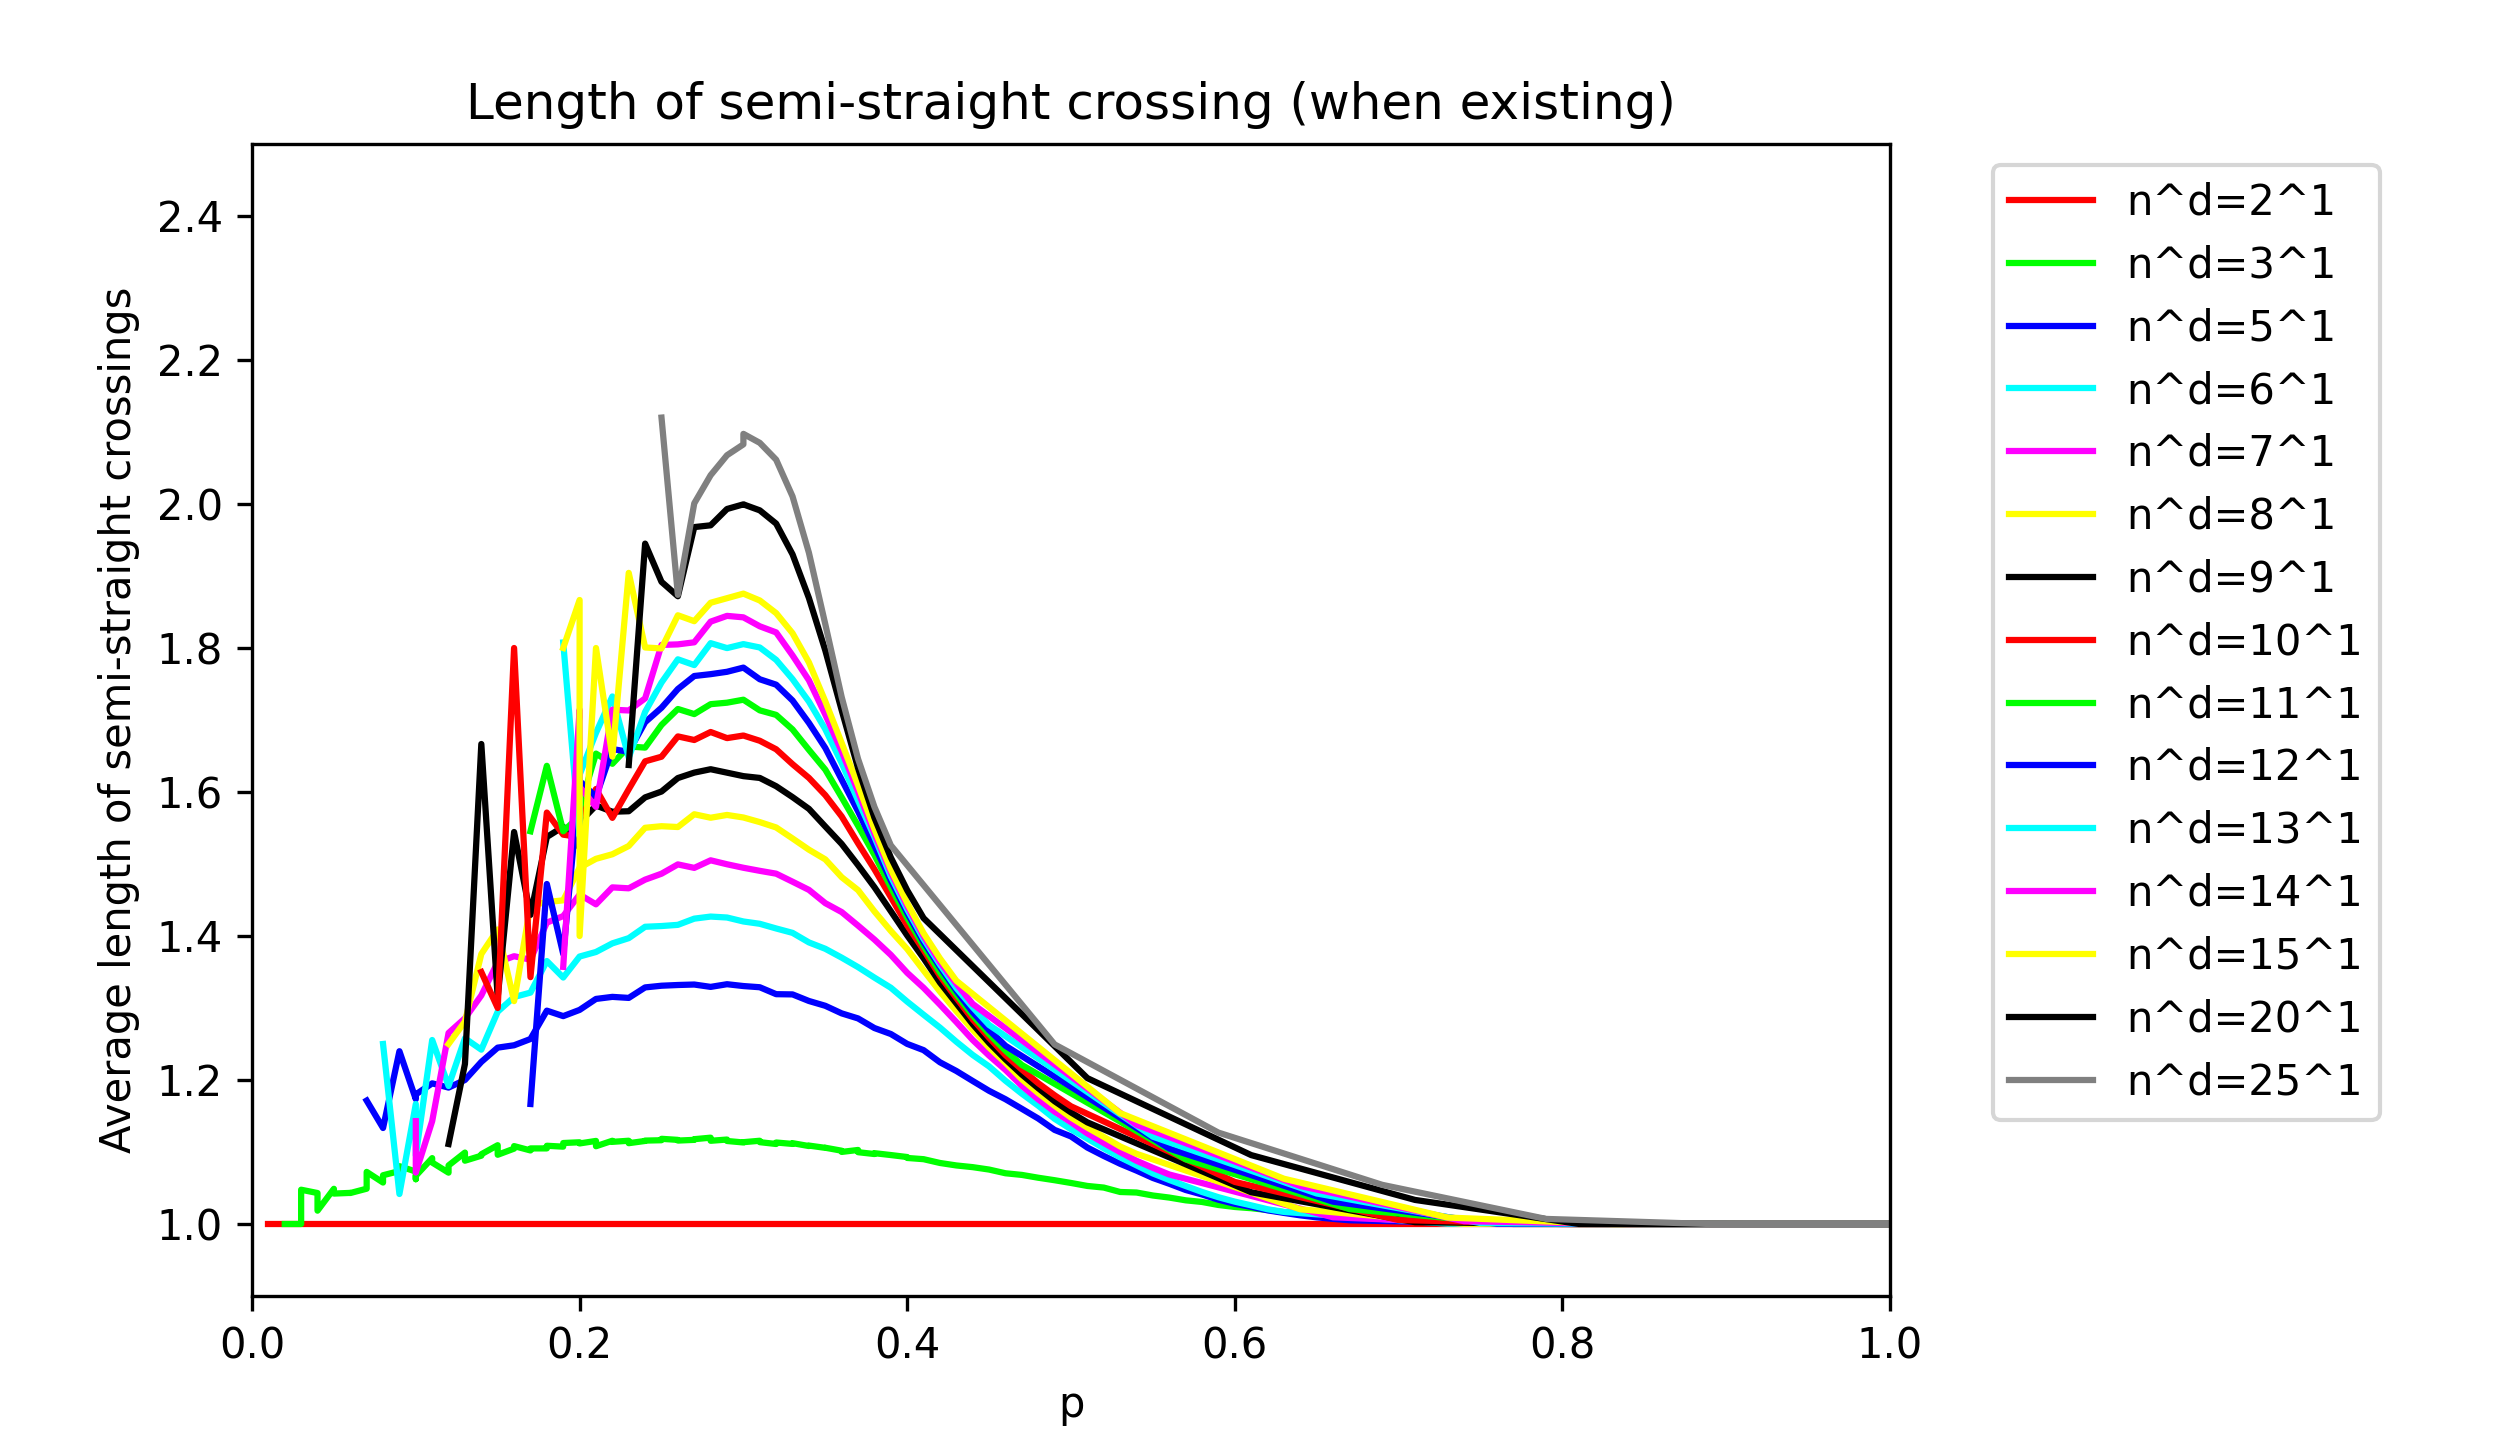 Length of semi-straight crossing (when existing)
Average length of semi-straight crossings
2.4
2.2
2.0
1.8
1.6
1.4
1.2
1.0
0.0
0.2
0.4
0.6
0.8
1.0
p
n^d=2^1
n^d=3^1
n^d=5^1
n^d=6^1
n^d=7^1
n^d=8^1
n^d=9^1
n^d=10^1
n^d=11^1
n^d=12^1
n^d=13^1
n^d=14^1
n^d=15^1
n^d=20^1
n^d=25^1